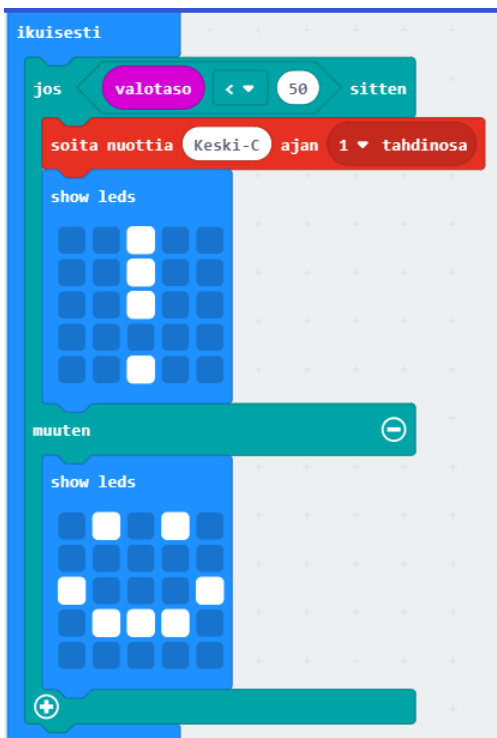 ikuisesti
jos valotaso < 50 sitten
soita nuottia Keski-C ajan 1 tahdinosa
show leds
muuten
show leds